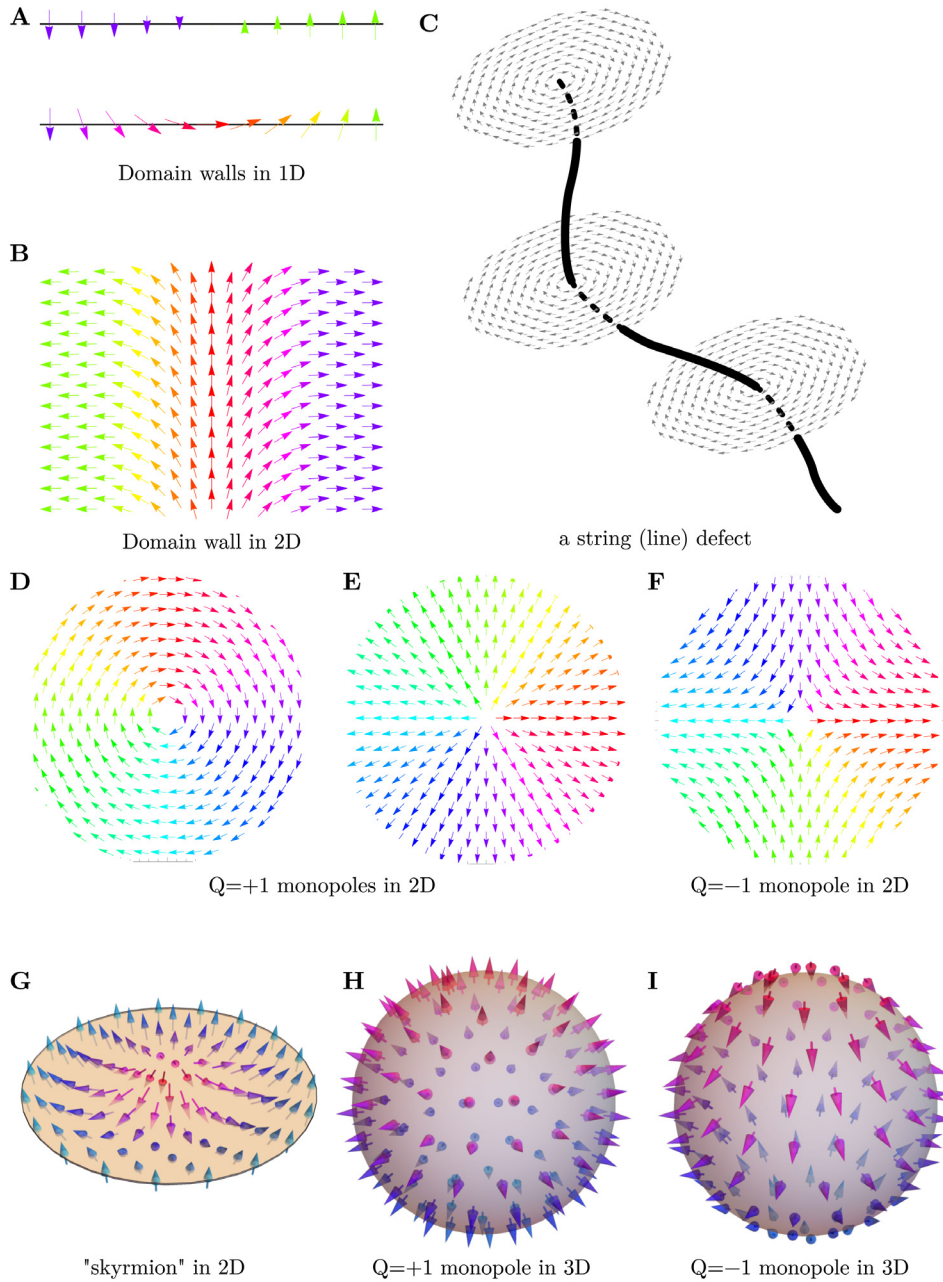 A
Domain walls in 1D
B
Domain wall in 2D
C
a string (line) defect
D
E
F
Q=+1 monopoles in 2D
Q=−1 monopole in 2D
G
H
I
"skyrmion" in 2D
Q=+1 monopole in 3D
Q=−1 monopole in 3D